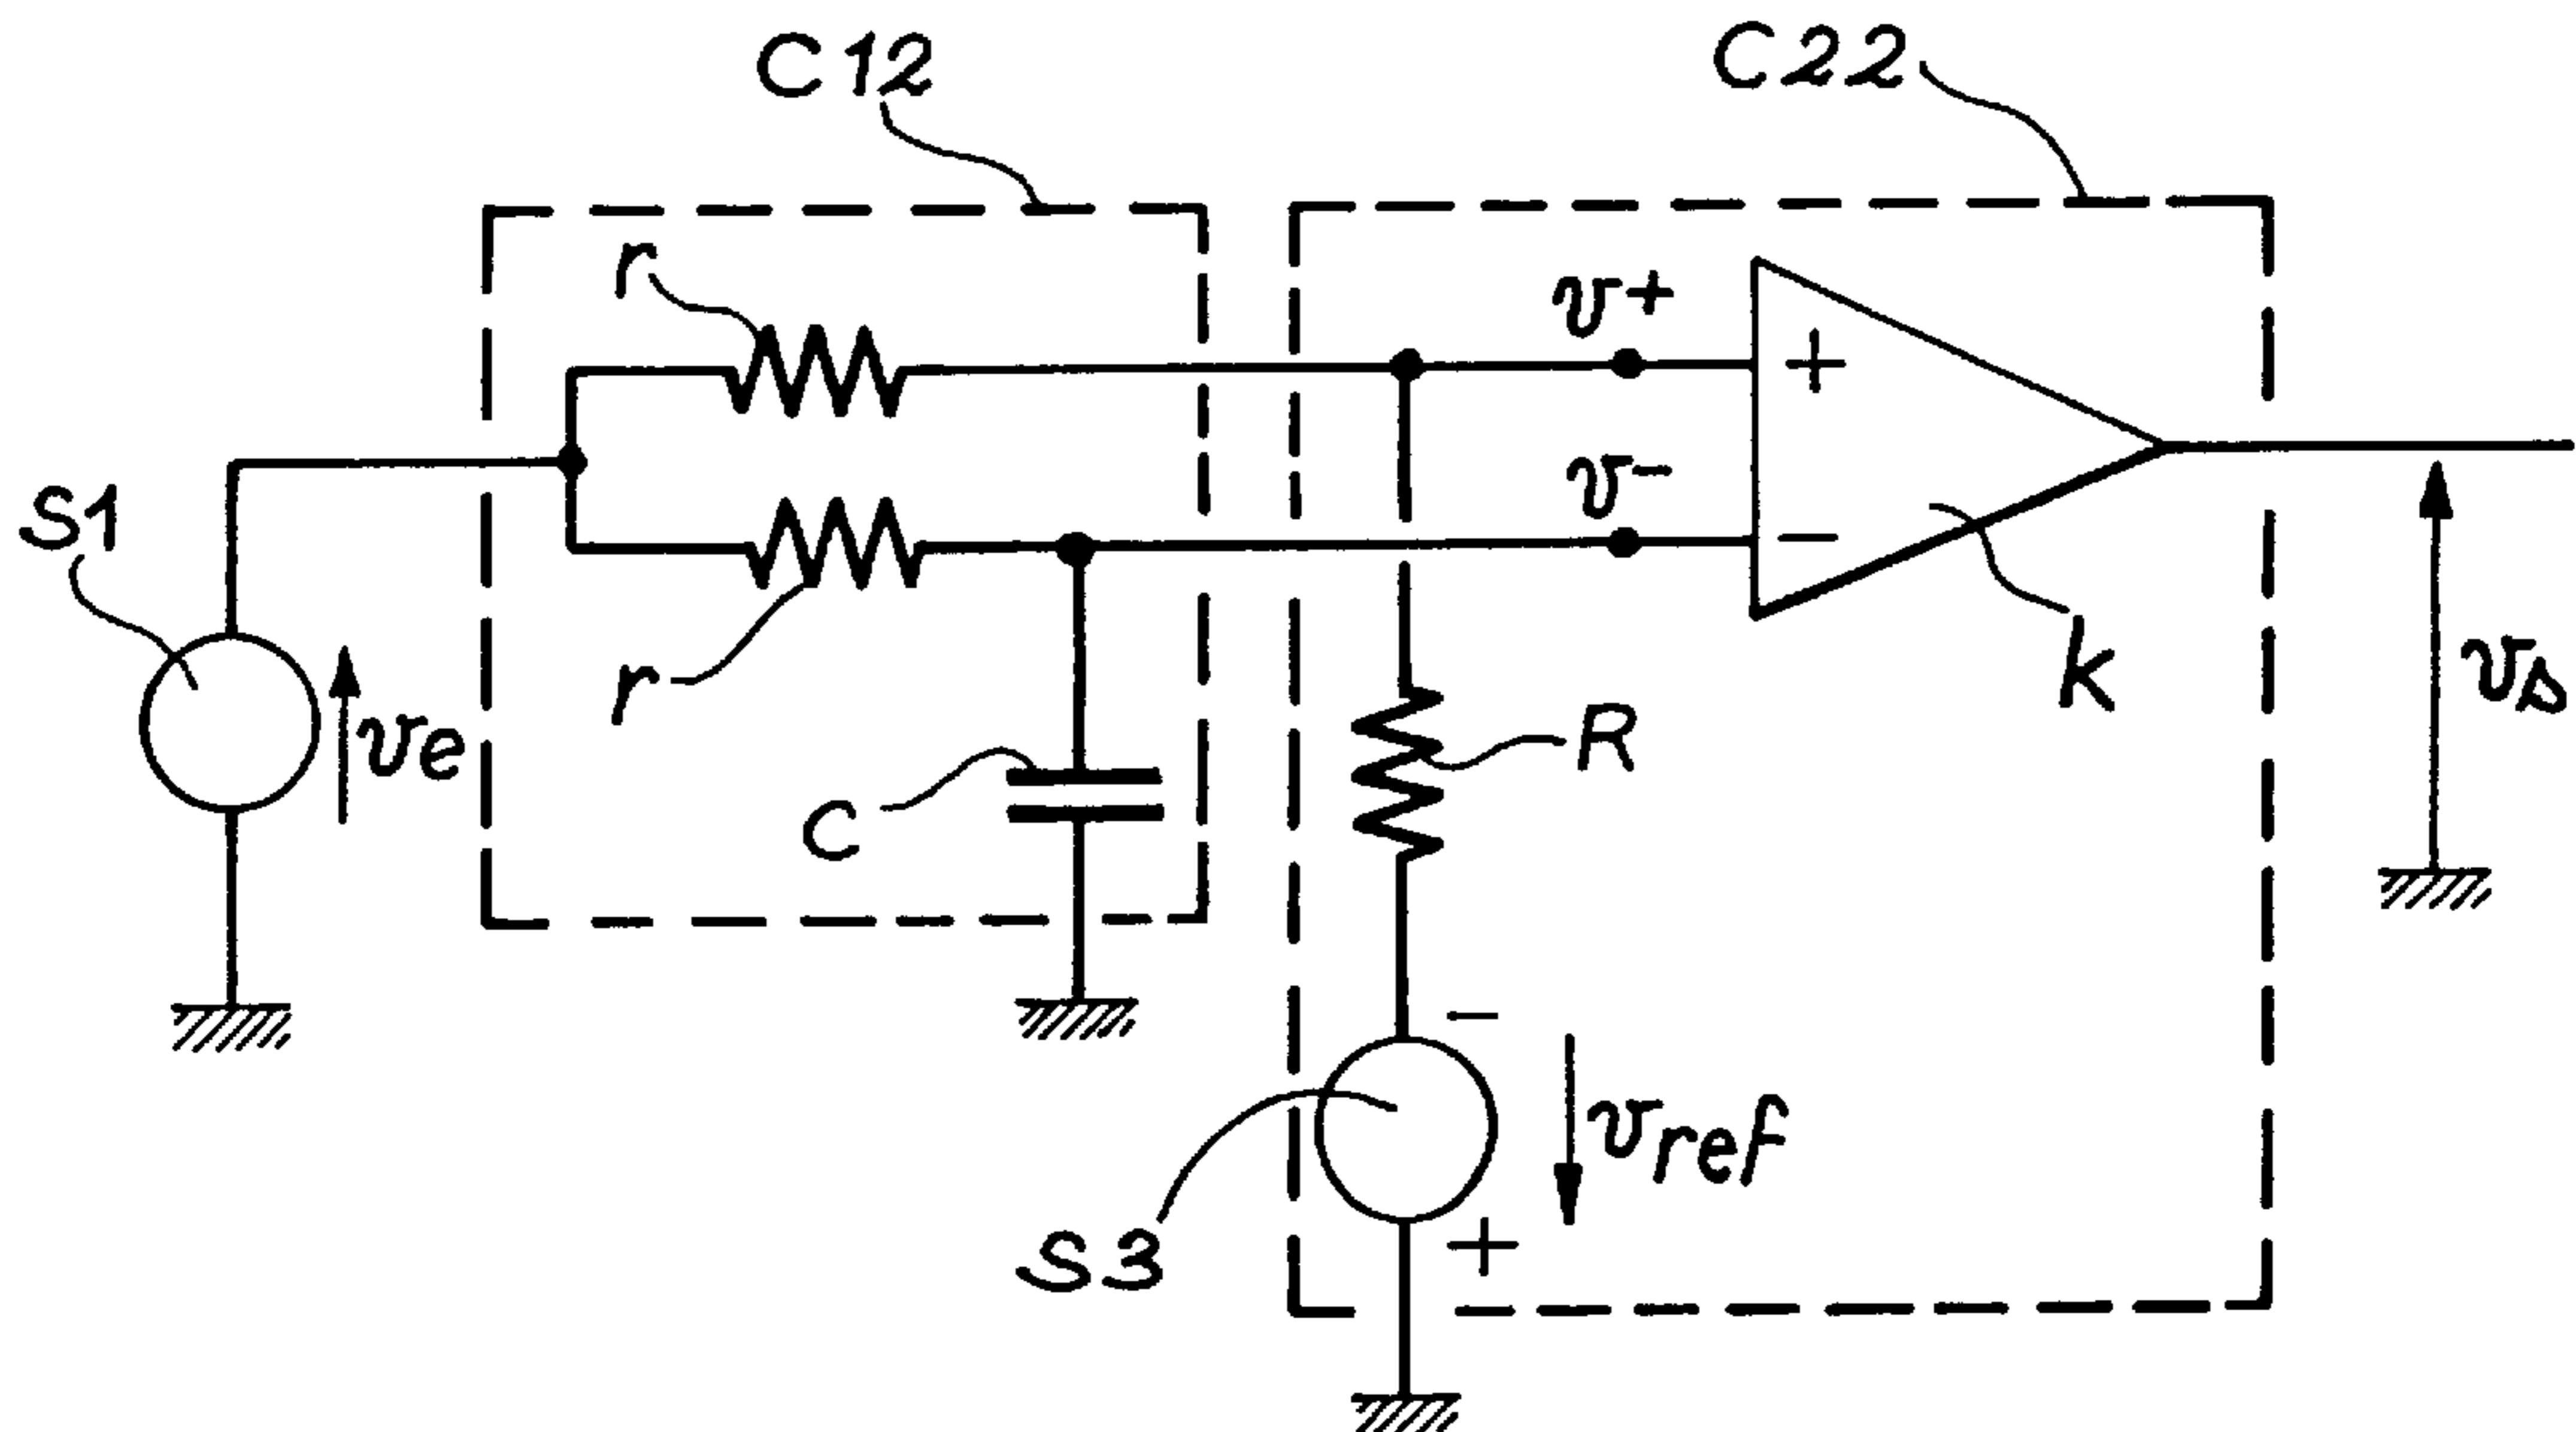 C12
C22
r
v+
+
v-
-
S1
k
ve
r
C
R
vs
-
vref
S3
+